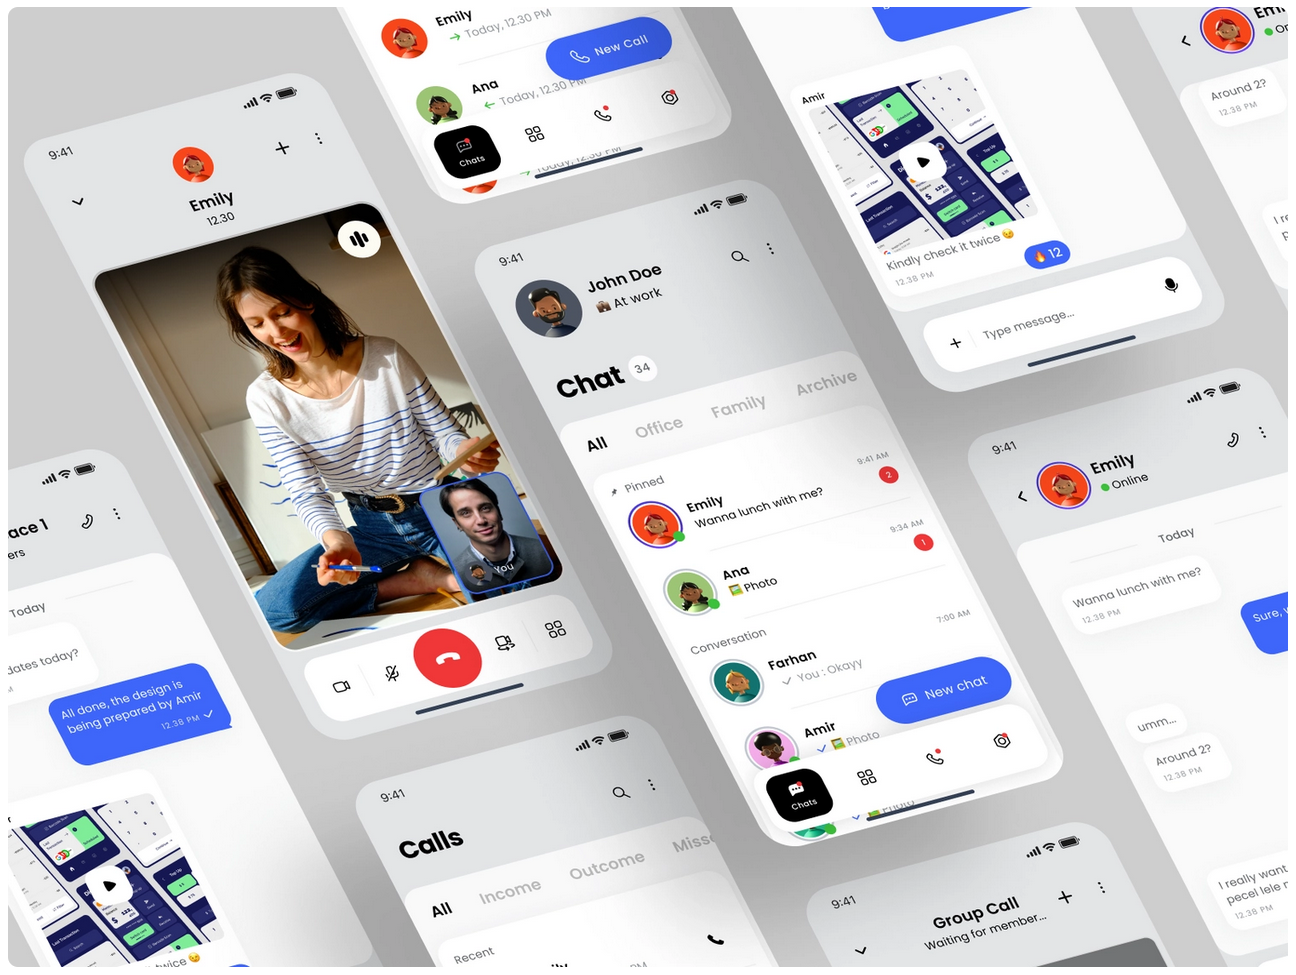 9:41
Emily
12.30
You
Emily
Today, 12.30 PM
Ana
Today, 12.30 PM
New Call
Chats
9:41
John Doe
💼 At work
Chat 34
All Office Family Archive
Pinned
9:41 AM
Emily
Wanna lunch with me?
2
9:34 AM
Ana
🖼️ Photo
1
Conversation
7:00 AM
Farhan
You : Okayy
Amir
🖼️ Photo
New chat
Chats
Amir
Kindly check it twice 😉
12.38 PM
🔥 12
Type message...
Around 2?
12.38 PM
9:41
Emily
Online
Today
Wanna lunch with me?
12.38 PM
Sure,
umm...
Around 2?
12.38 PM
I really want
pecel lele
12.38 PM
ace 1
ers
Today
dates today?
All done, the design is
being prepared by Amir
12.38 PM
twice 😉
9:41
Calls
All Income Outcome
Recent
9:41
Group Call
Waiting for member...